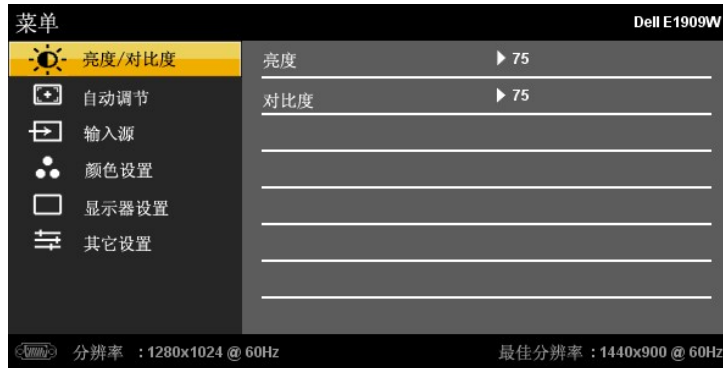 菜单
Dell E1909W
亮度/对比度
自动调节
输入源
颜色设置
显示器设置
其它设置
亮度 75
对比度 75
分辨率 : 1280x1024 @ 60Hz
最佳分辨率 : 1440x900 @ 60Hz